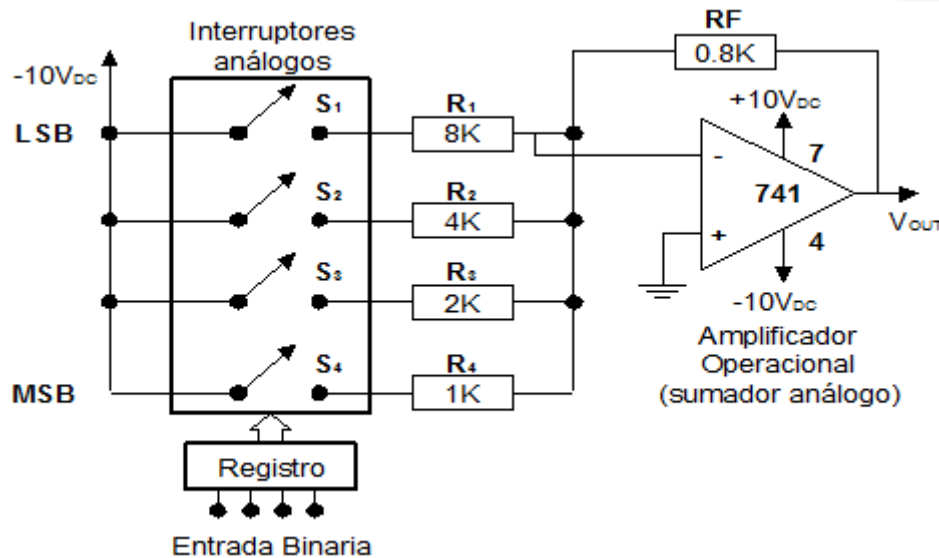 Interruptores
análogos
-10VDC
LSB
MSB
S1
S2
S3
S4
R1
8K
R2
4K
R3
2K
R4
1K
RF
0.8K
+10VDC
7
-
741
+
4
-10VDC
VOUT
Amplificador
Operacional
(sumador análogo)
Registro
Entrada Binaria